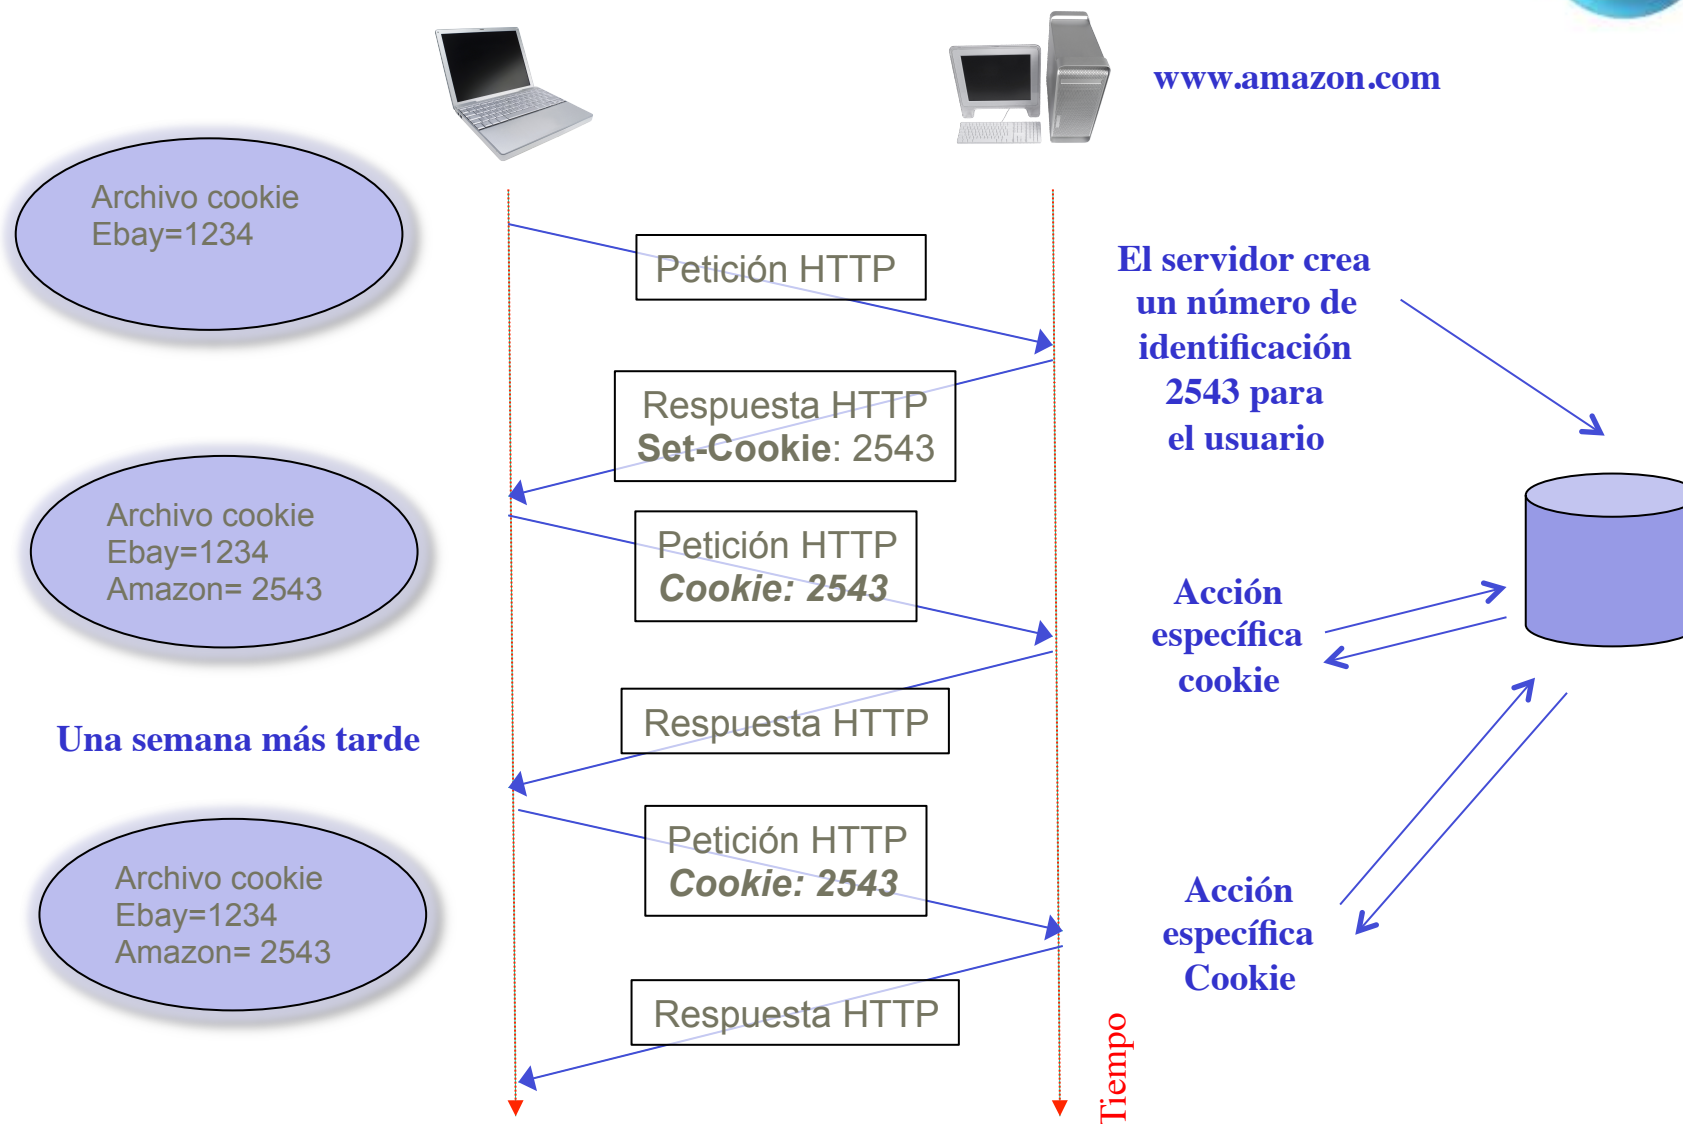 www.amazon.com
Archivo cookie
Ebay=1234
Petición HTTP
El servidor crea
un número de
identificación
2543 para
el usuario
Respuesta HTTP
Set-Cookie: 2543
Archivo cookie
Ebay=1234
Amazon= 2543
Petición HTTP
Cookie: 2543
Acción
específica
cookie
Respuesta HTTP
Una semana más tarde
Petición HTTP
Cookie: 2543
Archivo cookie
Ebay=1234
Amazon= 2543
Acción
específica
Cookie
Respuesta HTTP
Tiempo